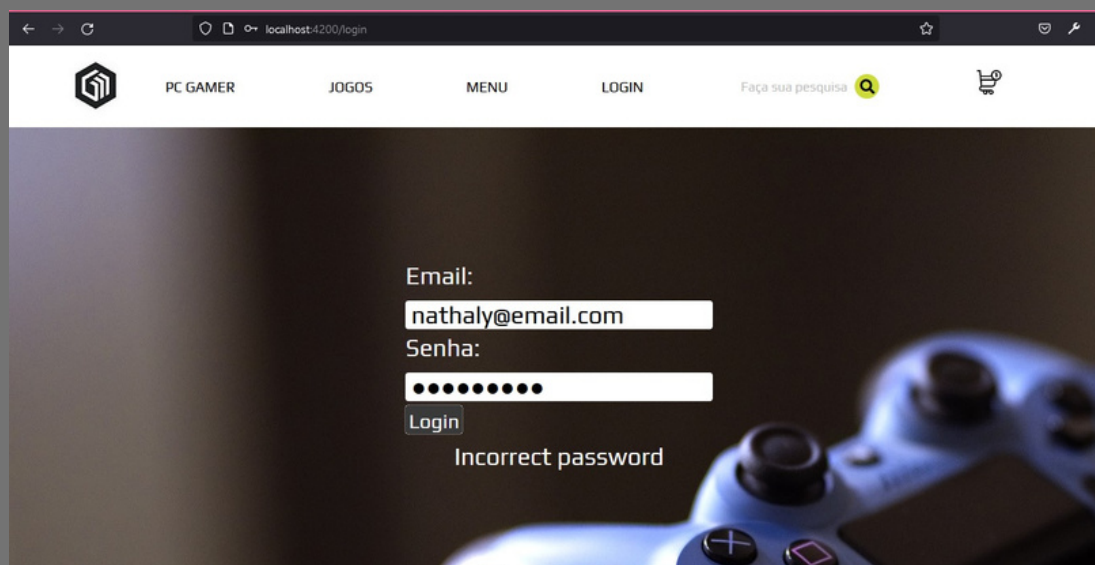 localhost:4200/login
PC GAMER JOGOS MENU LOGIN Faça sua pesquisa
Email:
nathaly@email.com
Senha:
●●●●●●●●●
Login
Incorrect password